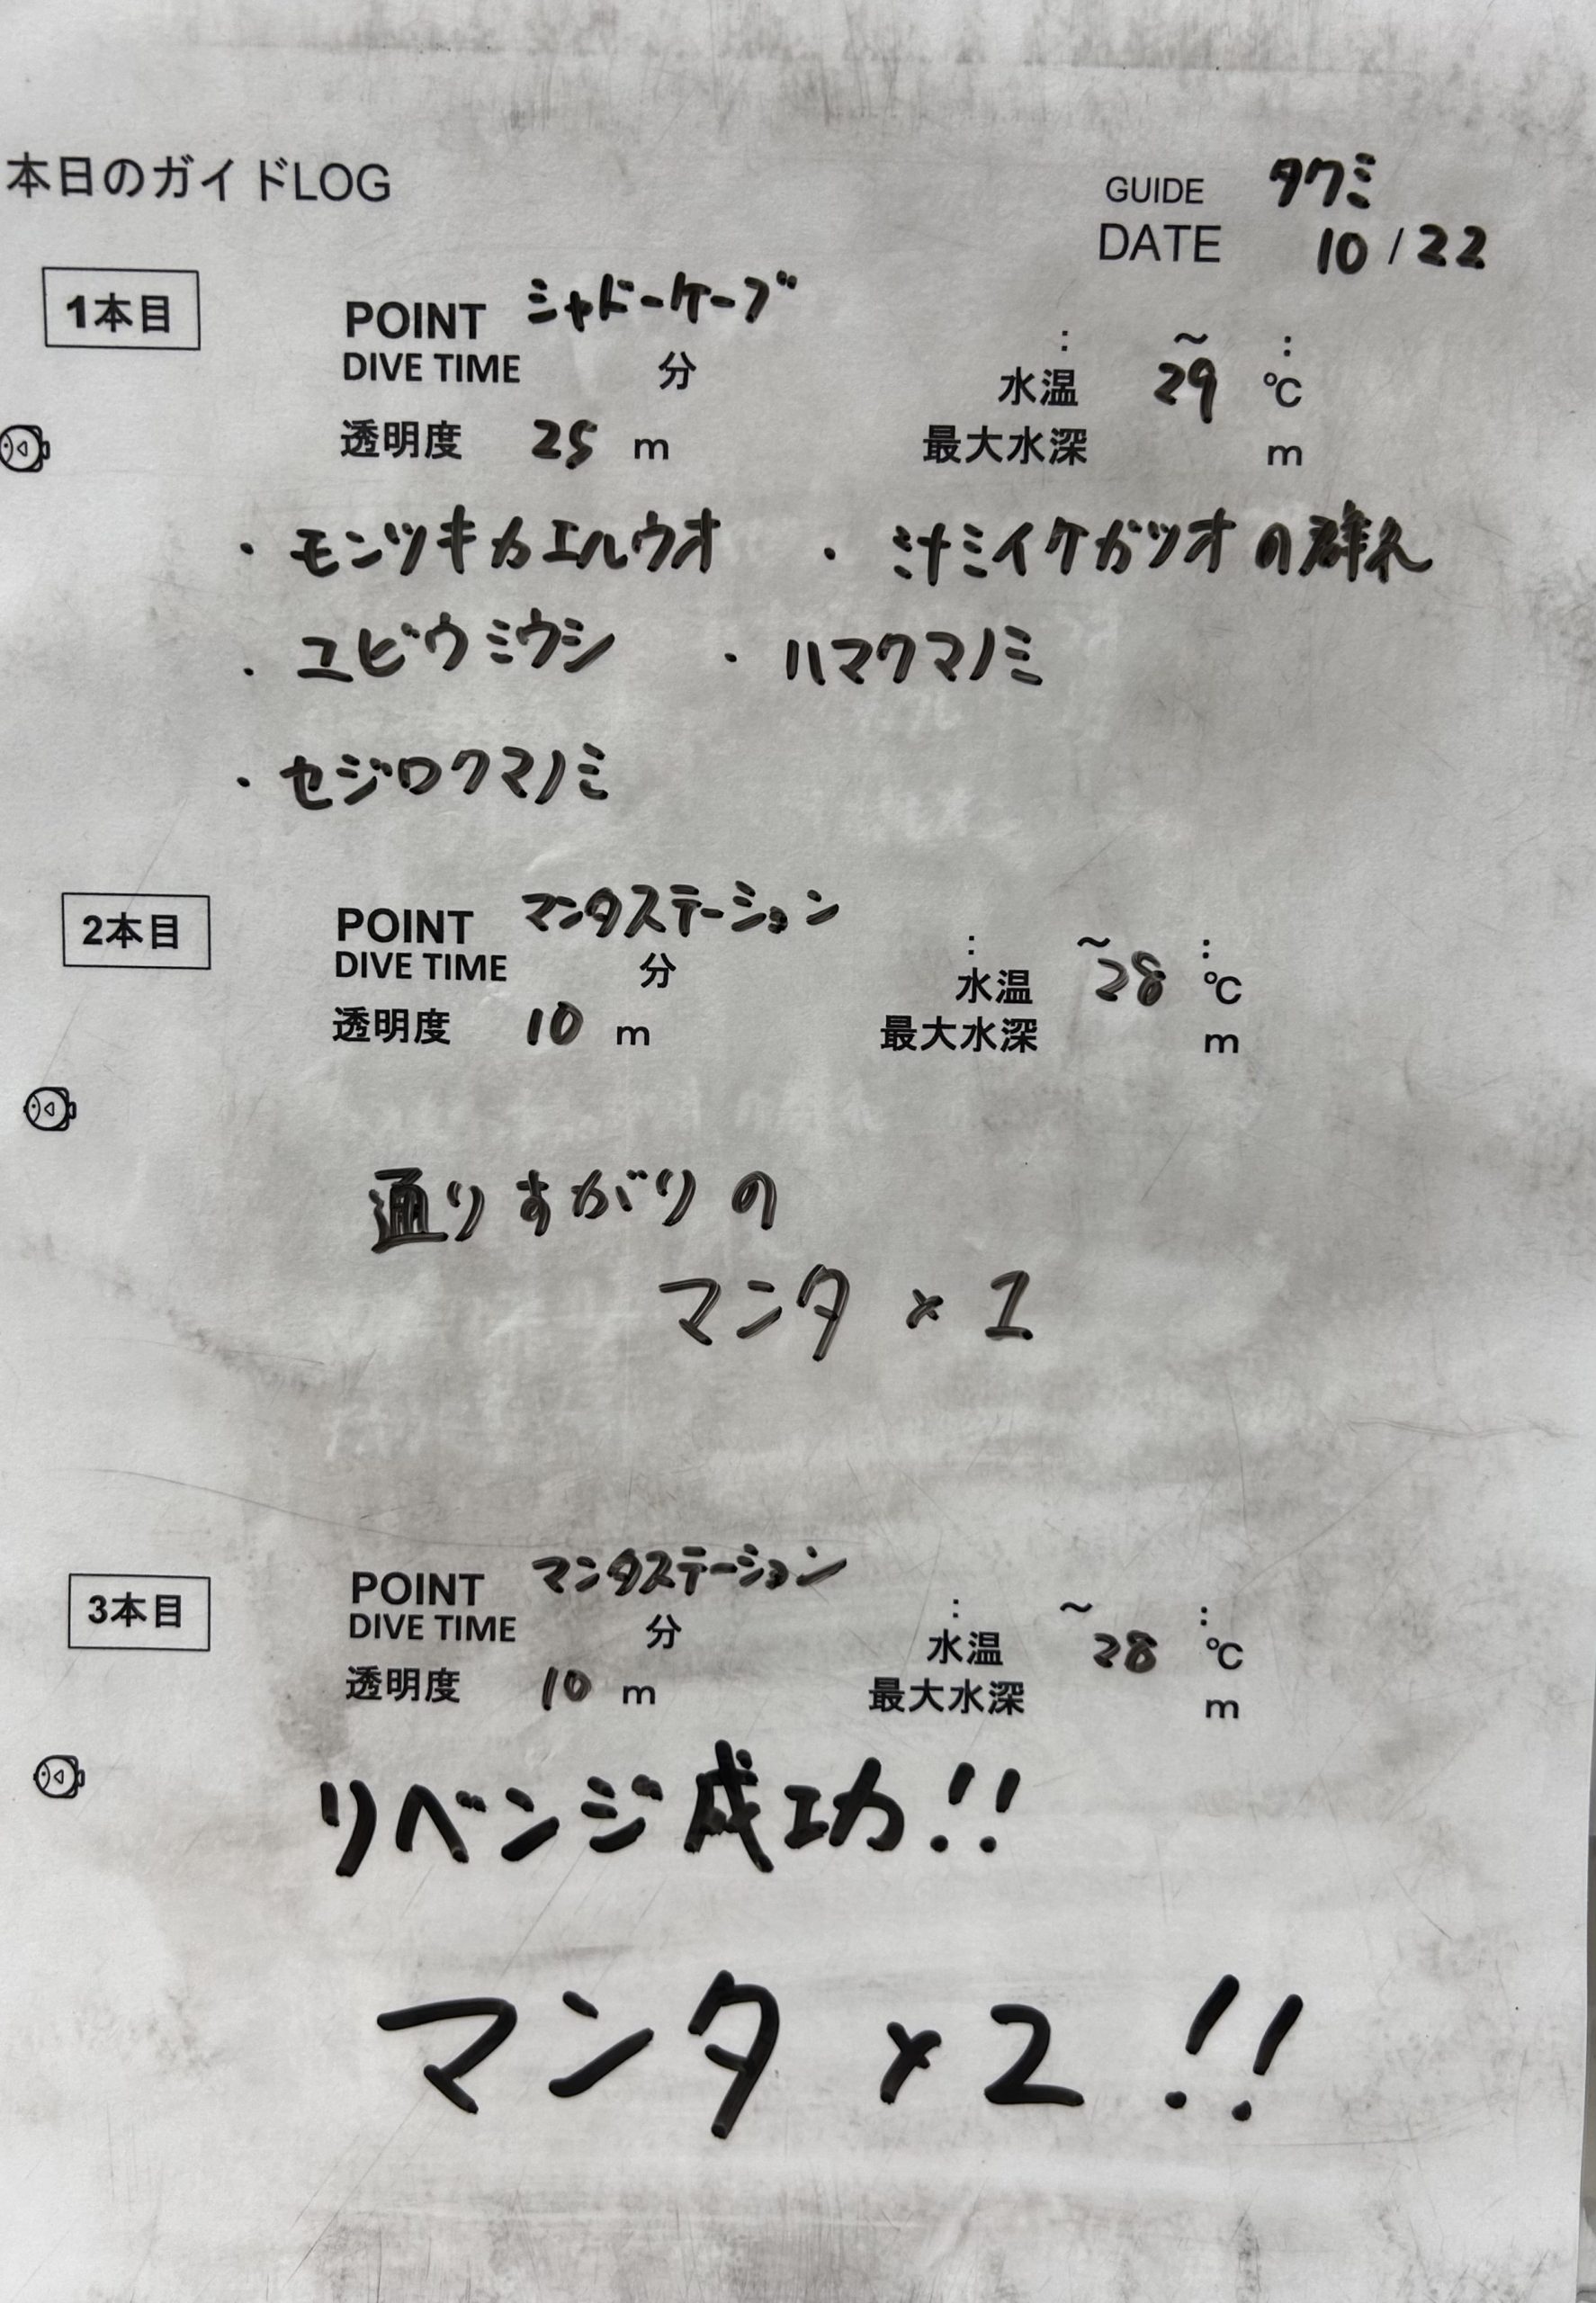 本日のガイドLOG
GUIDE タクミ
DATE 10/22
1本目
POINT シャドーケーブ
: ～ :
DIVE TIME 分
水温 29 ℃
透明度 25 m
最大水深 m
・モンツキカエルウオ ・ナミイケガツオの群れ
・ユビウミウシ ・ハマクマノミ
・セジロクマノミ
2本目
POINT マンタステーション
: ～ :
DIVE TIME 分
水温 28 ℃
透明度 10 m
最大水深 m
通りすがりの
マンタ × 1
3本目
POINT マンタステーション
: ～ :
DIVE TIME 分
水温 28 ℃
透明度 10 m
最大水深 m
リベンジ成功!!
マンタ × 2 !!